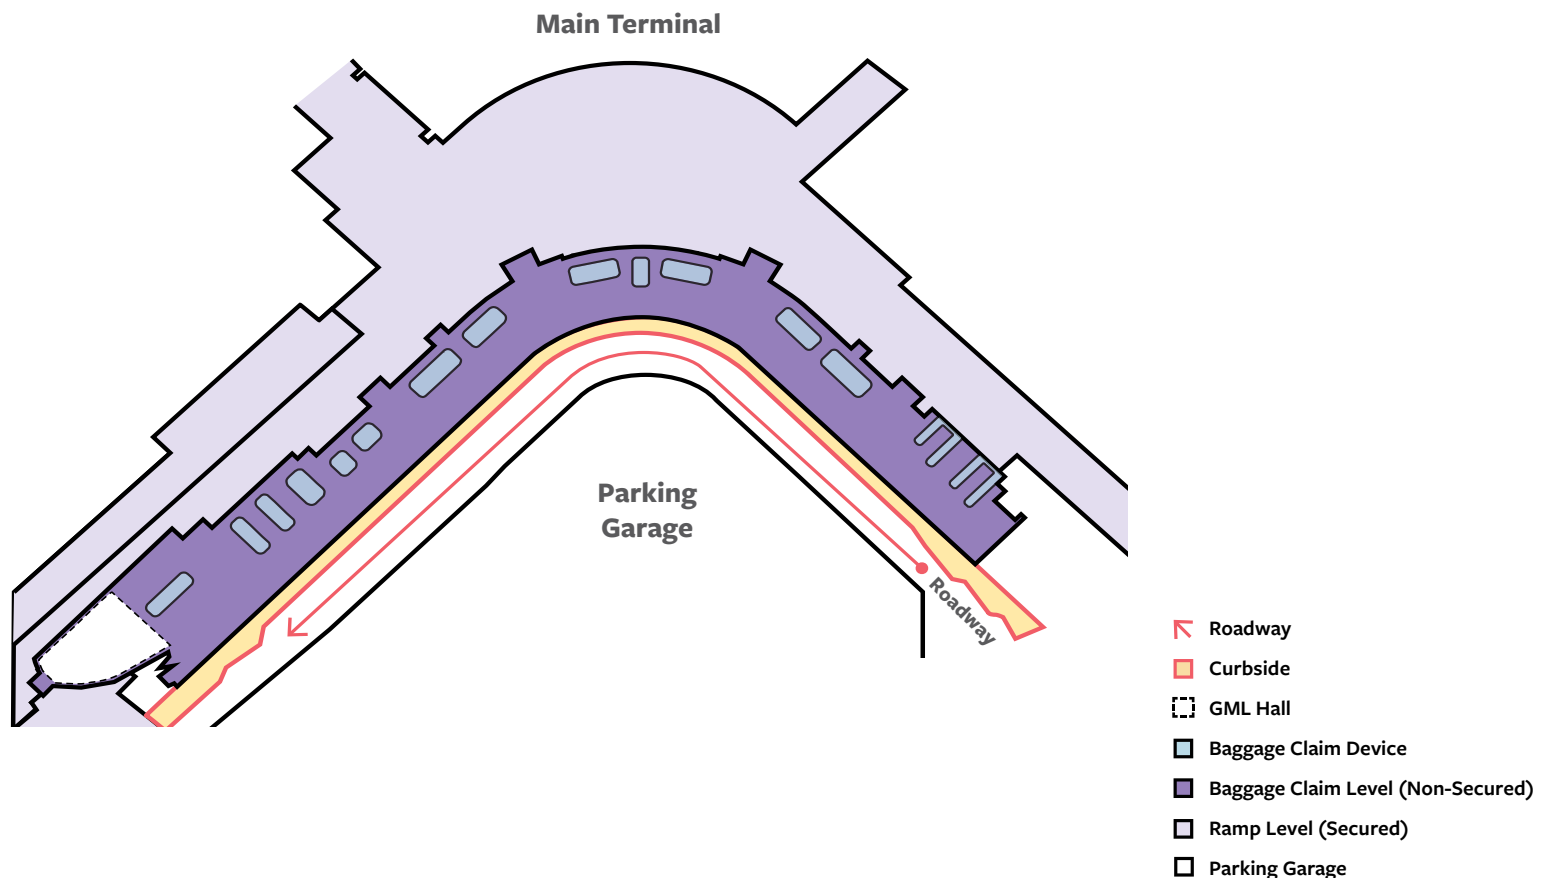 Main Terminal
Parking
Garage
Roadway
Roadway
Curbside
GML Hall
Baggage Claim Device
Baggage Claim Level (Non-Secured)
Ramp Level (Secured)
Parking Garage